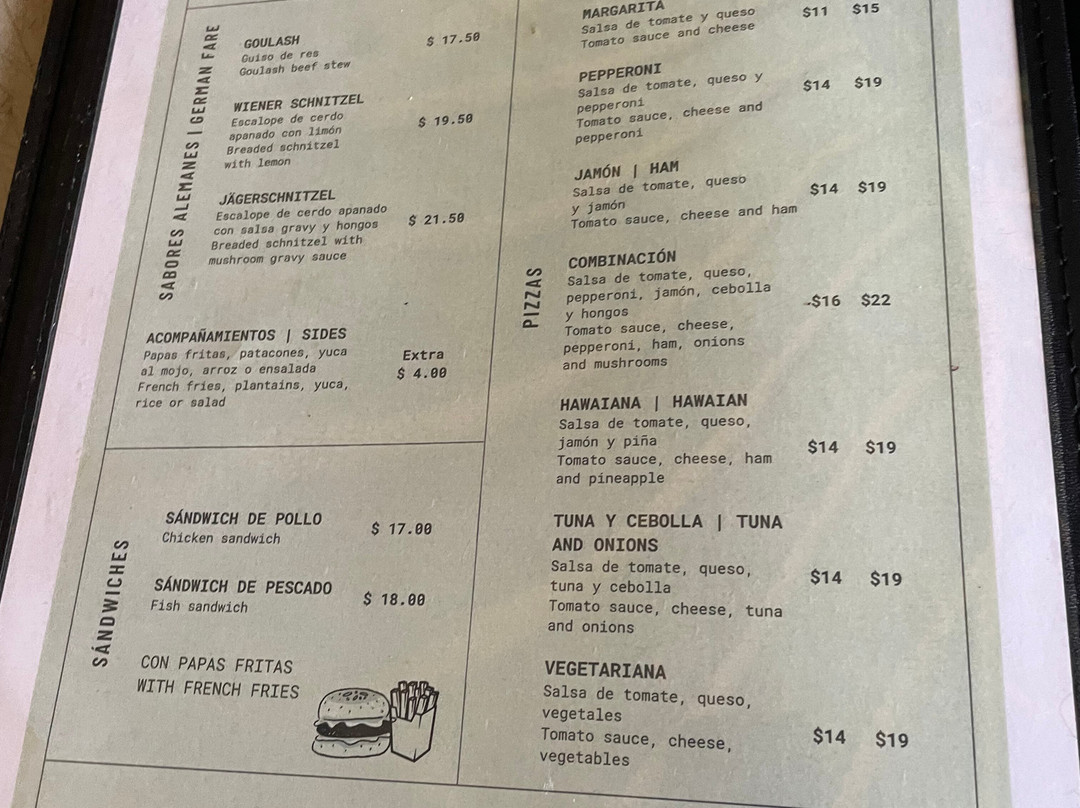 SABORES ALEMANES | GERMAN FARE
GOULASH
Guiso de res
Goulash beef stew
$ 17.50
WIENER SCHNITZEL
Escalope de cerdo
apanado con limón
Breaded schnitzel
with lemon
$ 19.50
JÄGERSCHNITZEL
Escalope de cerdo apanado
con salsa gravy y hongos
Breaded schnitzel with
mushroom gravy sauce
$ 21.50
ACOMPAÑAMIENTOS | SIDES
Papas fritas, patacones, yuca
al mojo, arroz o ensalada
French fries, plantains, yuca,
rice or salad
Extra
$ 4.00
SÁNDWICHES
SÁNDWICH DE POLLO
Chicken sandwich
$ 17.00
SÁNDWICH DE PESCADO
Fish sandwich
$ 18.00
CON PAPAS FRITAS
WITH FRENCH FRIES
PIZZAS
MARGARITA
Salsa de tomate y queso
Tomato sauce and cheese
$11 $15
PEPPERONI
Salsa de tomate, queso y
pepperoni
Tomato sauce, cheese and
pepperoni
$14 $19
JAMÓN | HAM
Salsa de tomate, queso
y jamón
Tomato sauce, cheese and ham
$14 $19
COMBINACIÓN
Salsa de tomate, queso,
pepperoni, jamón, cebolla
y hongos
Tomato sauce, cheese,
pepperoni, ham, onions
and mushrooms
$16 $22
HAWAIANA | HAWAIAN
Salsa de tomate, queso,
jamón y piña
Tomato sauce, cheese, ham
and pineapple
$14 $19
TUNA Y CEBOLLA | TUNA
AND ONIONS
Salsa de tomate, queso,
tuna y cebolla
Tomato sauce, cheese, tuna
and onions
$14 $19
VEGETARIANA
Salsa de tomate, queso,
vegetales
Tomato sauce, cheese,
vegetables
$14 $19